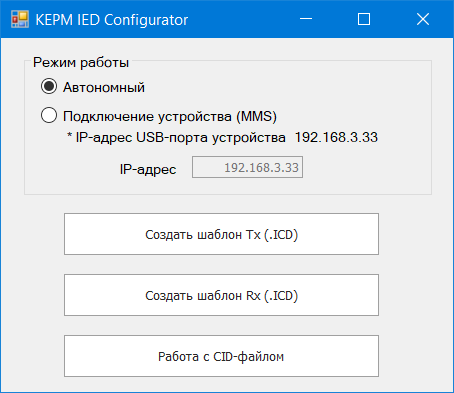 KEPM IED Configurator
Режим работы
Автономный
Подключение устройства (MMS)
* IP-адрес USB-порта устройства 192.168.3.33
IP-адрес 192.168.3.33
Создать шаблон Tx (.ICD)
Создать шаблон Rx (.ICD)
Работа с CID-файлом